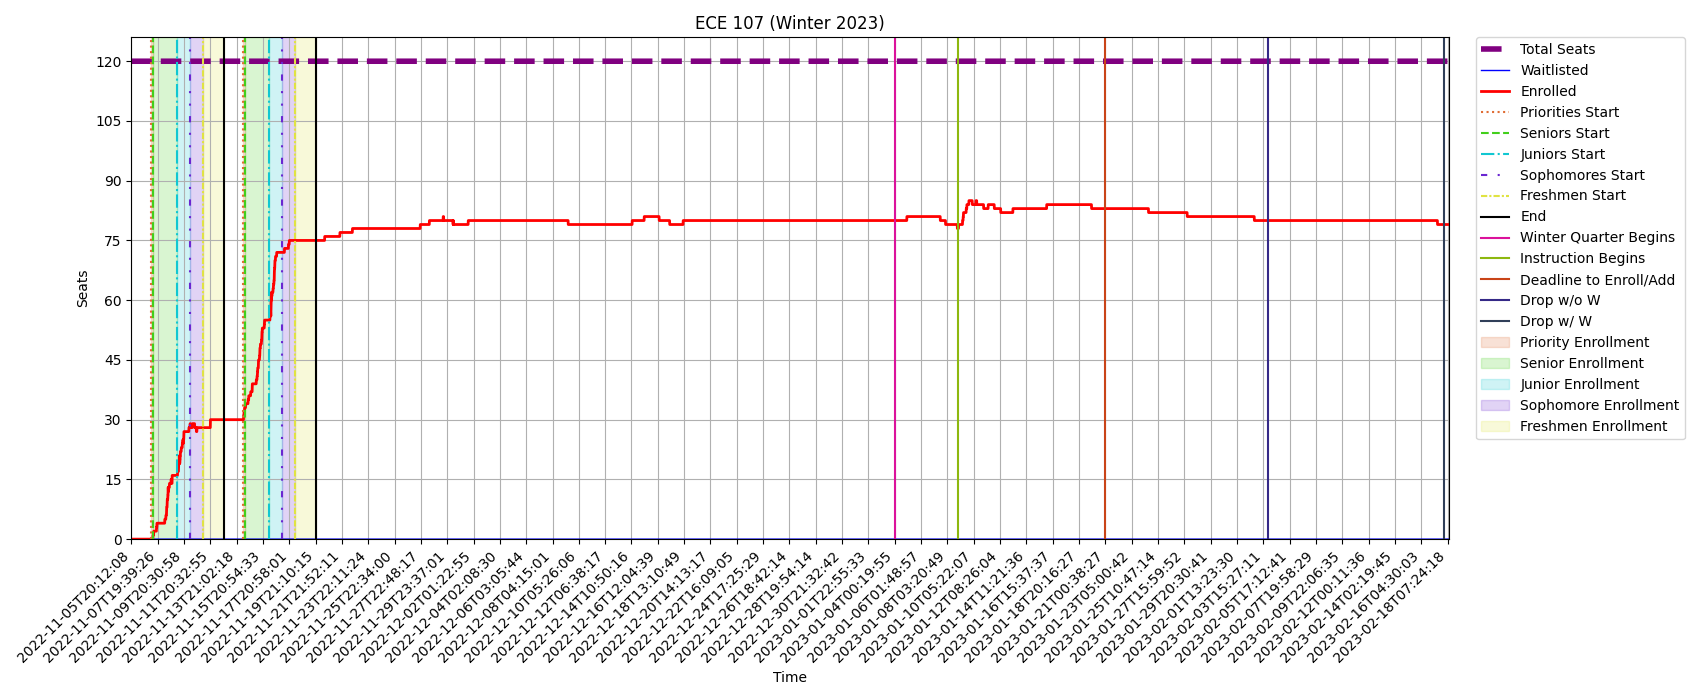 ECE 107 (Winter 2023)
Seats
120
105
90
75
60
45
30
15
0
2022-11-05T20:12:08
2022-11-07T19:39:26
2022-11-09T20:30:58
2022-11-11T20:32:55
2022-11-13T21:02:18
2022-11-15T20:54:33
2022-11-17T20:58:01
2022-11-19T21:10:15
2022-11-21T21:52:11
2022-11-23T22:11:24
2022-11-25T22:34:00
2022-11-27T22:48:17
2022-11-29T23:37:01
2022-12-02T01:22:55
2022-12-04T02:08:30
2022-12-06T03:05:44
2022-12-08T04:15:01
2022-12-10T05:26:06
2022-12-12T06:38:17
2022-12-14T10:50:16
2022-12-16T12:04:39
2022-12-18T13:10:49
2022-12-20T14:13:17
2022-12-22T16:09:05
2022-12-24T17:25:29
2022-12-26T18:42:14
2022-12-28T19:54:14
2022-12-30T21:32:42
2023-01-01T22:55:33
2023-01-04T00:19:55
2023-01-06T01:48:57
2023-01-08T03:20:49
2023-01-10T05:22:07
2023-01-12T08:26:04
2023-01-14T11:21:36
2023-01-16T15:37:37
2023-01-18T20:16:27
2023-01-21T00:38:27
2023-01-23T05:00:42
2023-01-25T10:47:14
2023-01-27T15:59:52
2023-01-29T20:30:41
2023-02-01T13:23:30
2023-02-03T15:27:11
2023-02-05T17:12:41
2023-02-07T19:58:29
2023-02-09T22:06:35
2023-02-12T00:11:36
2023-02-14T02:19:45
2023-02-16T04:30:03
2023-02-18T07:24:18
Time
Total Seats
Waitlisted
Enrolled
Priorities Start
Seniors Start
Juniors Start
Sophomores Start
Freshmen Start
End
Winter Quarter Begins
Instruction Begins
Deadline to Enroll/Add
Drop w/o W
Drop w/ W
Priority Enrollment
Senior Enrollment
Junior Enrollment
Sophomore Enrollment
Freshmen Enrollment